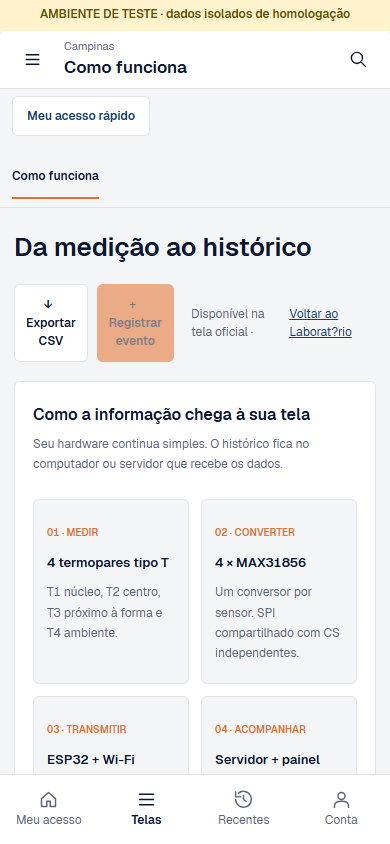 AMBIENTE DE TESTE · dados isolados de homologação
Campinas
Como funciona
Meu acesso rápido
Como funciona
Da medição ao histórico
↓
Exportar
CSV
+
Registrar
evento
Disponível na
tela oficial ·
Voltar ao
Laborat?rio
Como a informação chega à sua tela
Seu hardware continua simples. O histórico fica no
computador ou servidor que recebe os dados.
01 · MEDIR
4 termopares tipo T
T1 núcleo, T2 centro,
T3 próximo à forma e
T4 ambiente.
02 · CONVERTER
4 × MAX31856
Um conversor por
sensor. SPI
compartilhado com CS
independentes.
03 · TRANSMITIR
ESP32 + Wi-Fi
04 · ACOMPANHAR
Servidor + painel
Meu acesso
Telas
Recentes
Conta